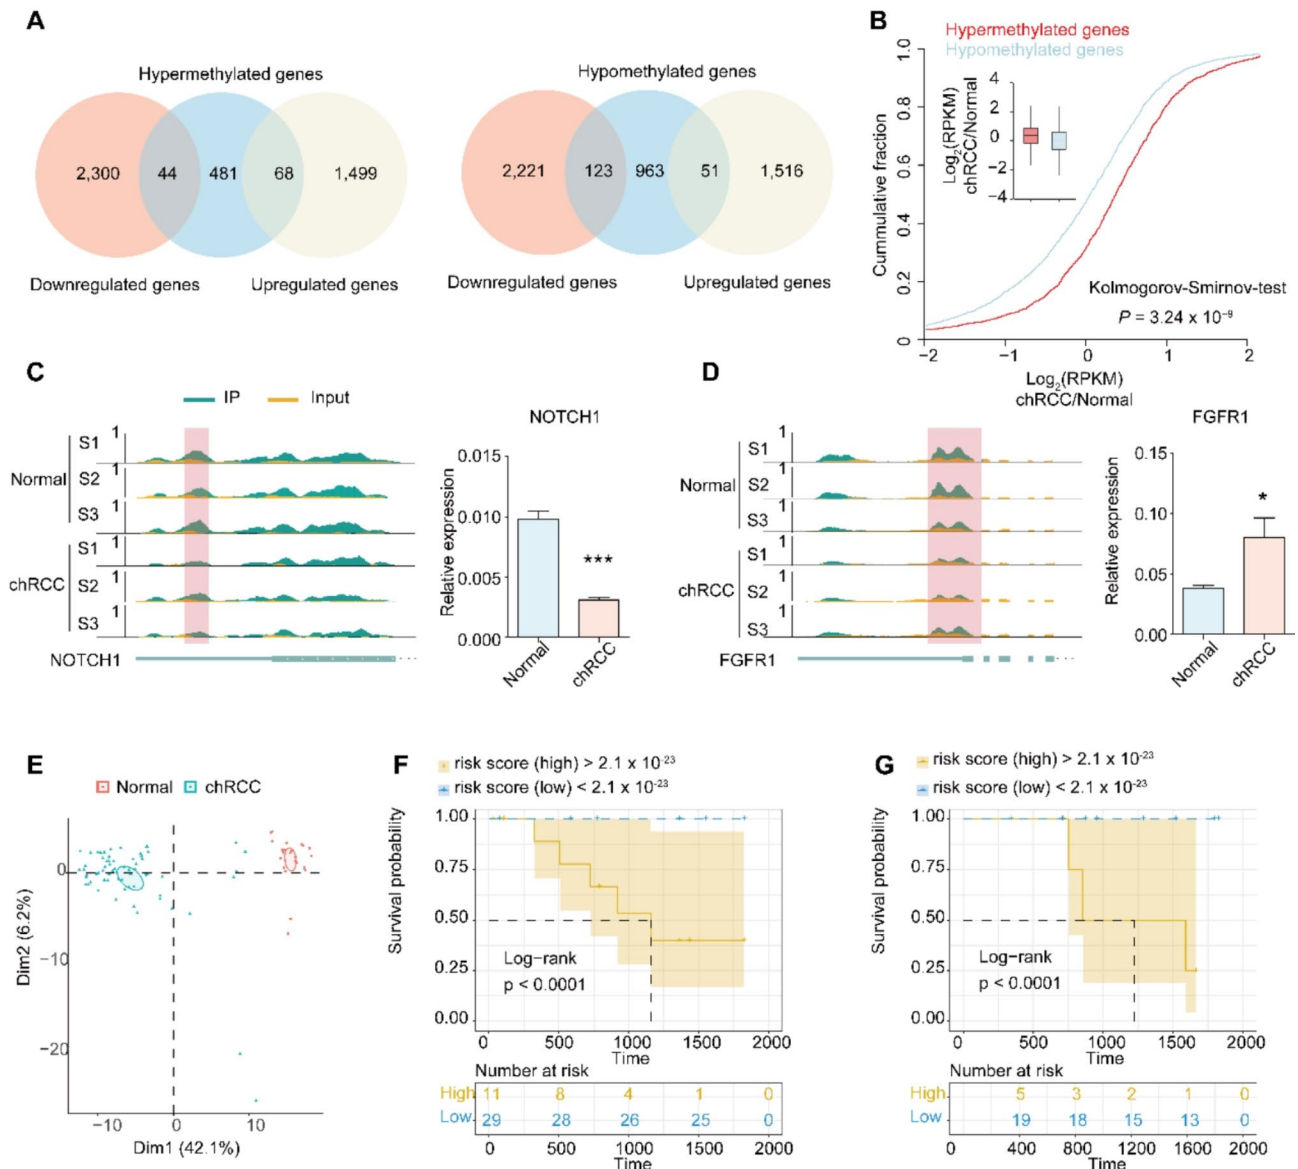 A
Hypermethylated genes
2,300 44 481 68 1,499
Downregulated genes Upregulated genes
Hypomethylated genes
2,221 123 963 51 1,516
Downregulated genes Upregulated genes
B
Hypermethylated genes
Hypomethylated genes
Cummulative fraction
1.0
0.8
0.6
0.4
0.2
0
Log2(RPKM)
chRCC/Normal
4
2
0
−2
−4
Kolmogorov-Smirnov-test
P = 3.24 x 10⁻⁹
−2 −1 0 1 2
Log2(RPKM)
chRCC/Normal
C
IP Input
Normal
S1 1
S2 1
S3 1
chRCC
S1 1
S2 1
S3 1
NOTCH1
NOTCH1
Relative expression
0.015
0.010
0.005
0.000
***
Normal chRCC
D
Normal
S1 1
S2 1
S3 1
chRCC
S1 1
S2 1
S3 1
FGFR1
FGFR1
Relative expression
0.15
0.10
0.05
0.00
*
Normal chRCC
E
Normal chRCC
Dim2 (6.2%)
0
−10
−20
−10 0 10
Dim1 (42.1%)
F
risk score (high) > 2.1 x 10⁻²³
risk score (low) < 2.1 x 10⁻²³
Survival probability
1.00
0.75
0.50
0.25
0.00
Log−rank
p < 0.0001
0 500 1000 1500 2000
Time
Number at risk
High 11 8 4 1 0
Low 29 28 26 25 0
0 500 1000 1500 2000
Time
G
risk score (high) > 2.1 x 10⁻²³
risk score (low) < 2.1 x 10⁻²³
Survival probability
1.00
0.75
0.50
0.25
0.00
Log−rank
p < 0.0001
0 500 1000 1500 2000
Time
Number at risk
High 5 3 2 1 0
Low 19 18 15 13 0
0 400 800 1200 1600 2000
Time